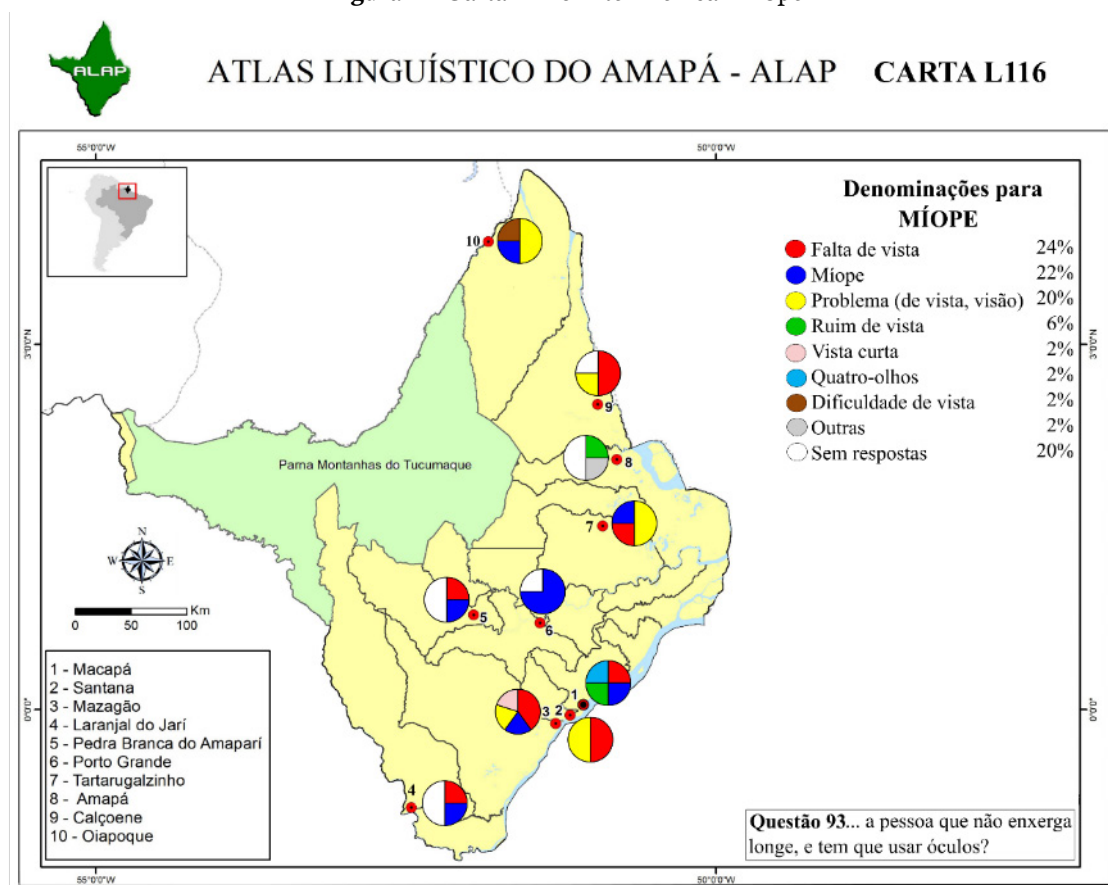 ALAP
ATLAS LINGUÍSTICO DO AMAPÁ - ALAP CARTA L116
55°0'0"W
50°0'0"W
Denominações para
MÍOPE
Falta de vista 24%
Míope 22%
Problema (de vista, visão) 20%
Ruim de vista 6%
Vista curta 2%
Quatro-olhos 2%
Dificuldade de vista 2%
Outras 2%
Sem respostas 20%
10
3°0'0"N
3°0'0"N
9
8
Parna Montanhas do Tucumaque
7
N
W E
S
Km
0 50 100
5
6
1 - Macapá
2 - Santana
3 - Mazagão
4 - Laranjal do Jarí
5 - Pedra Branca do Amaparí
6 - Porto Grande
7 - Tartarugalzinho
8 - Amapá
9 - Calçoene
10 - Oiapoque
1
2
3
0°0'0"
0°0'0"
4
Questão 93... a pessoa que não enxerga
longe, e tem que usar óculos?
55°0'0"W
50°0'0"W